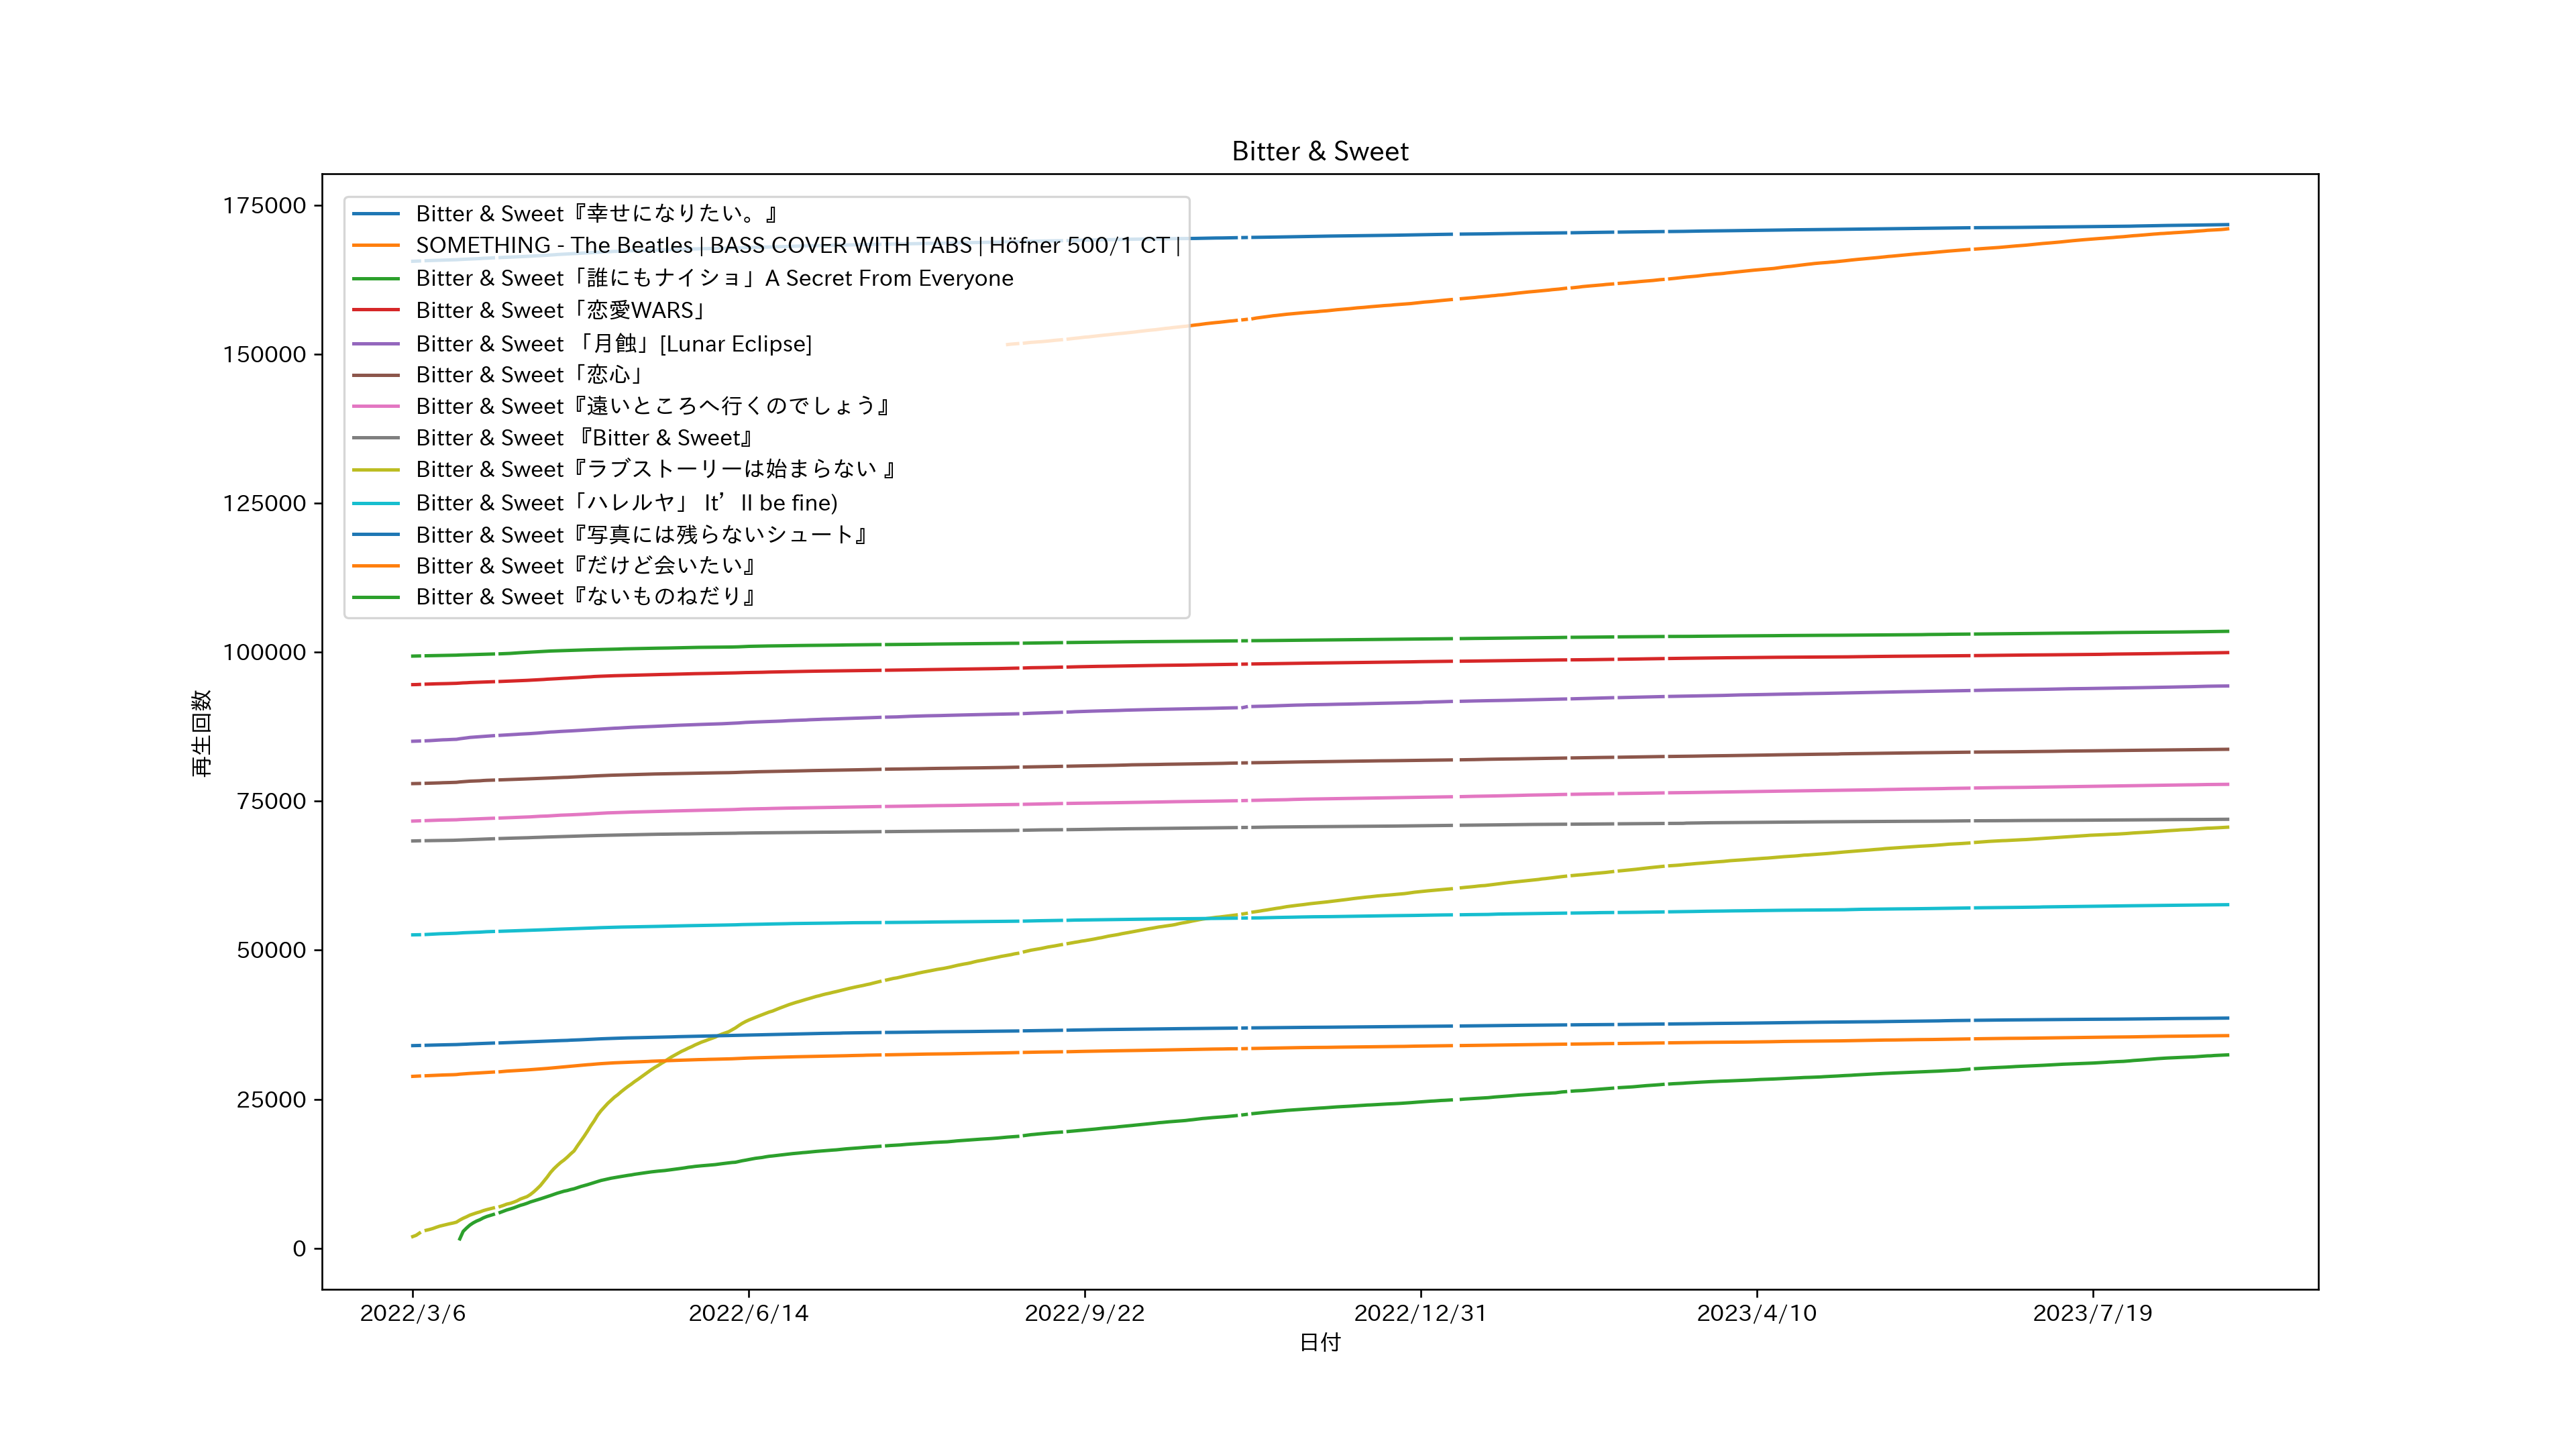 Bitter & Sweet
175000
150000
125000
100000
75000
50000
25000
0
再生回数
Bitter & Sweet『幸せになりたい。』
SOMETHING - The Beatles | BASS COVER WITH TABS | Höfner 500/1 CT |
Bitter & Sweet「誰にもナイショ」A Secret From Everyone
Bitter & Sweet「恋愛WARS」
Bitter & Sweet 「月蝕」[Lunar Eclipse]
Bitter & Sweet「恋心」
Bitter & Sweet『遠いところへ行くのでしょう』
Bitter & Sweet 『Bitter & Sweet』
Bitter & Sweet『ラブストーリーは始まらない 』
Bitter & Sweet「ハレルヤ」 It’ll be fine)
Bitter & Sweet『写真には残らないシュート』
Bitter & Sweet『だけど会いたい』
Bitter & Sweet『ないものねだり』
2022/3/6
2022/6/14
2022/9/22
2022/12/31
2023/4/10
2023/7/19
日付